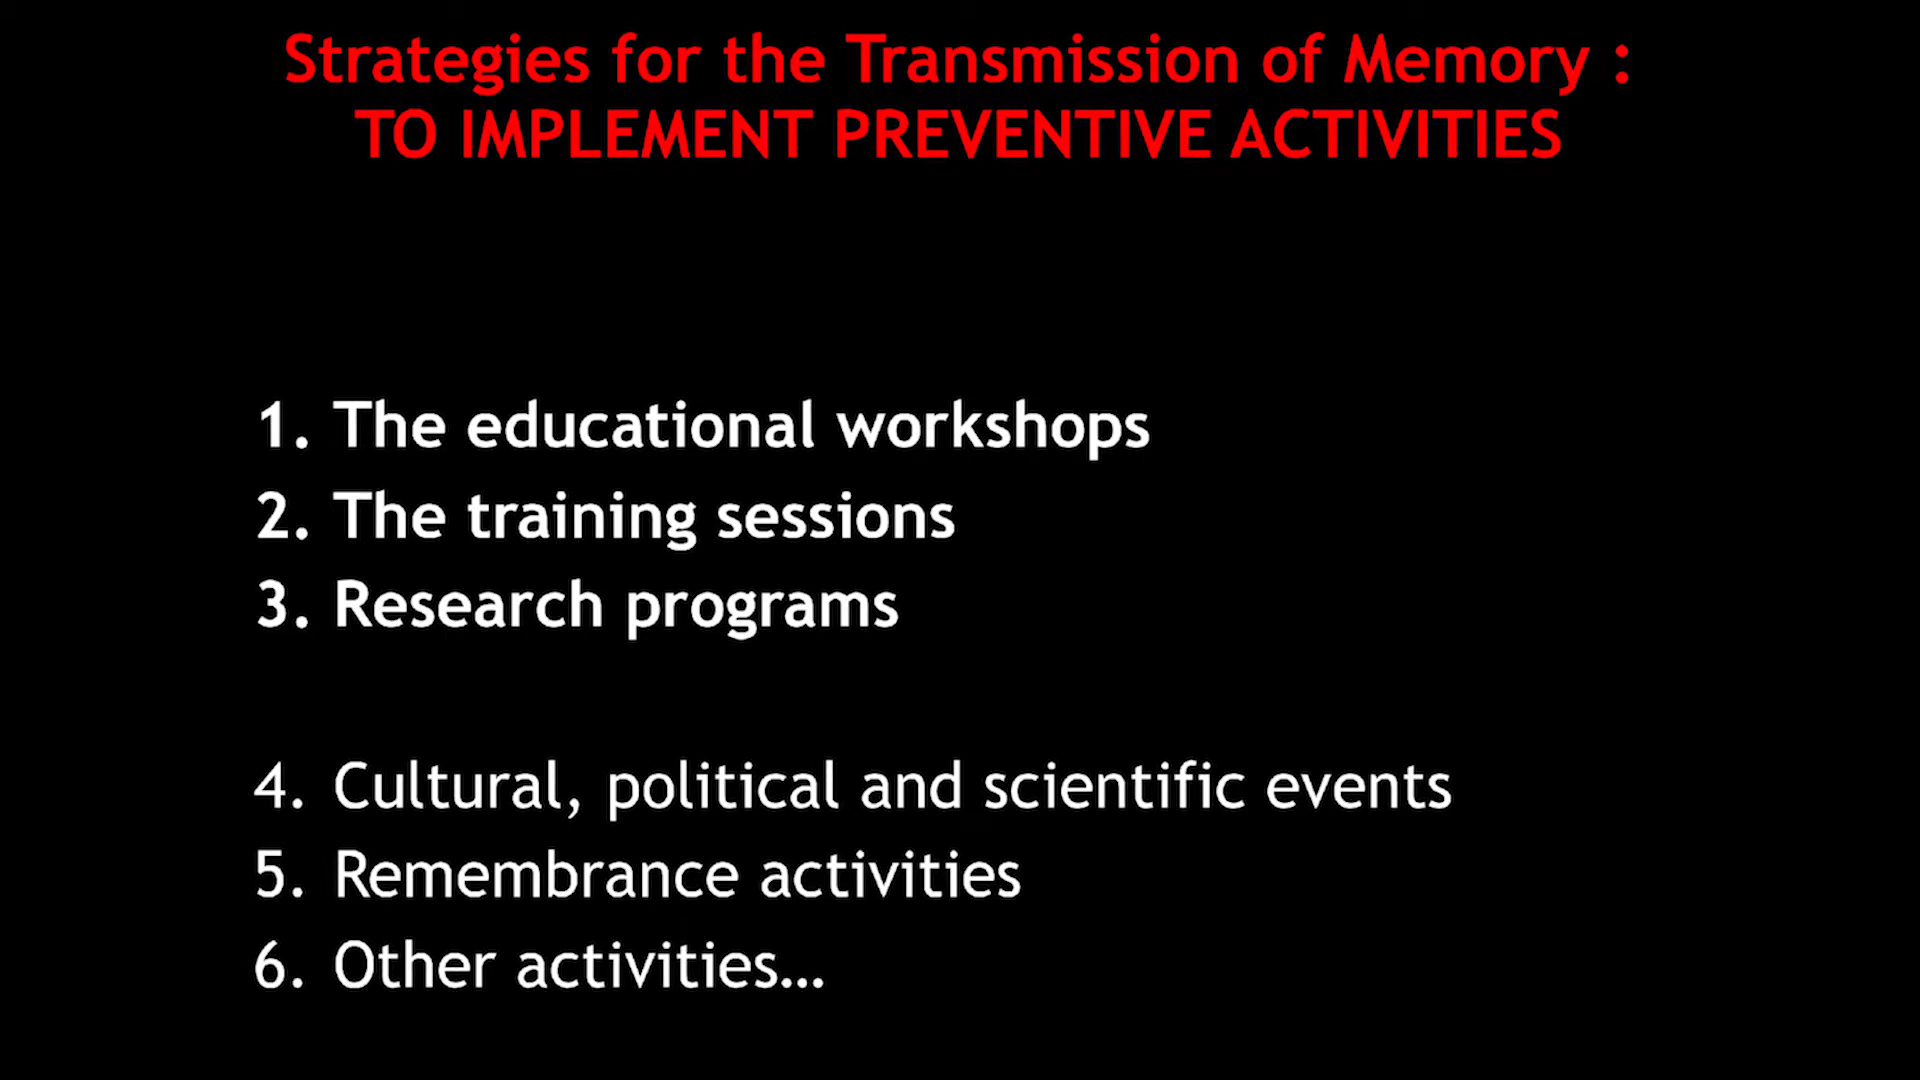 Strategies for the Transmission of Memory :
TO IMPLEMENT PREVENTIVE ACTIVITIES
1. The educational workshops
2. The training sessions
3. Research programs
4. Cultural, political and scientific events
5. Remembrance activities
6. Other activities…